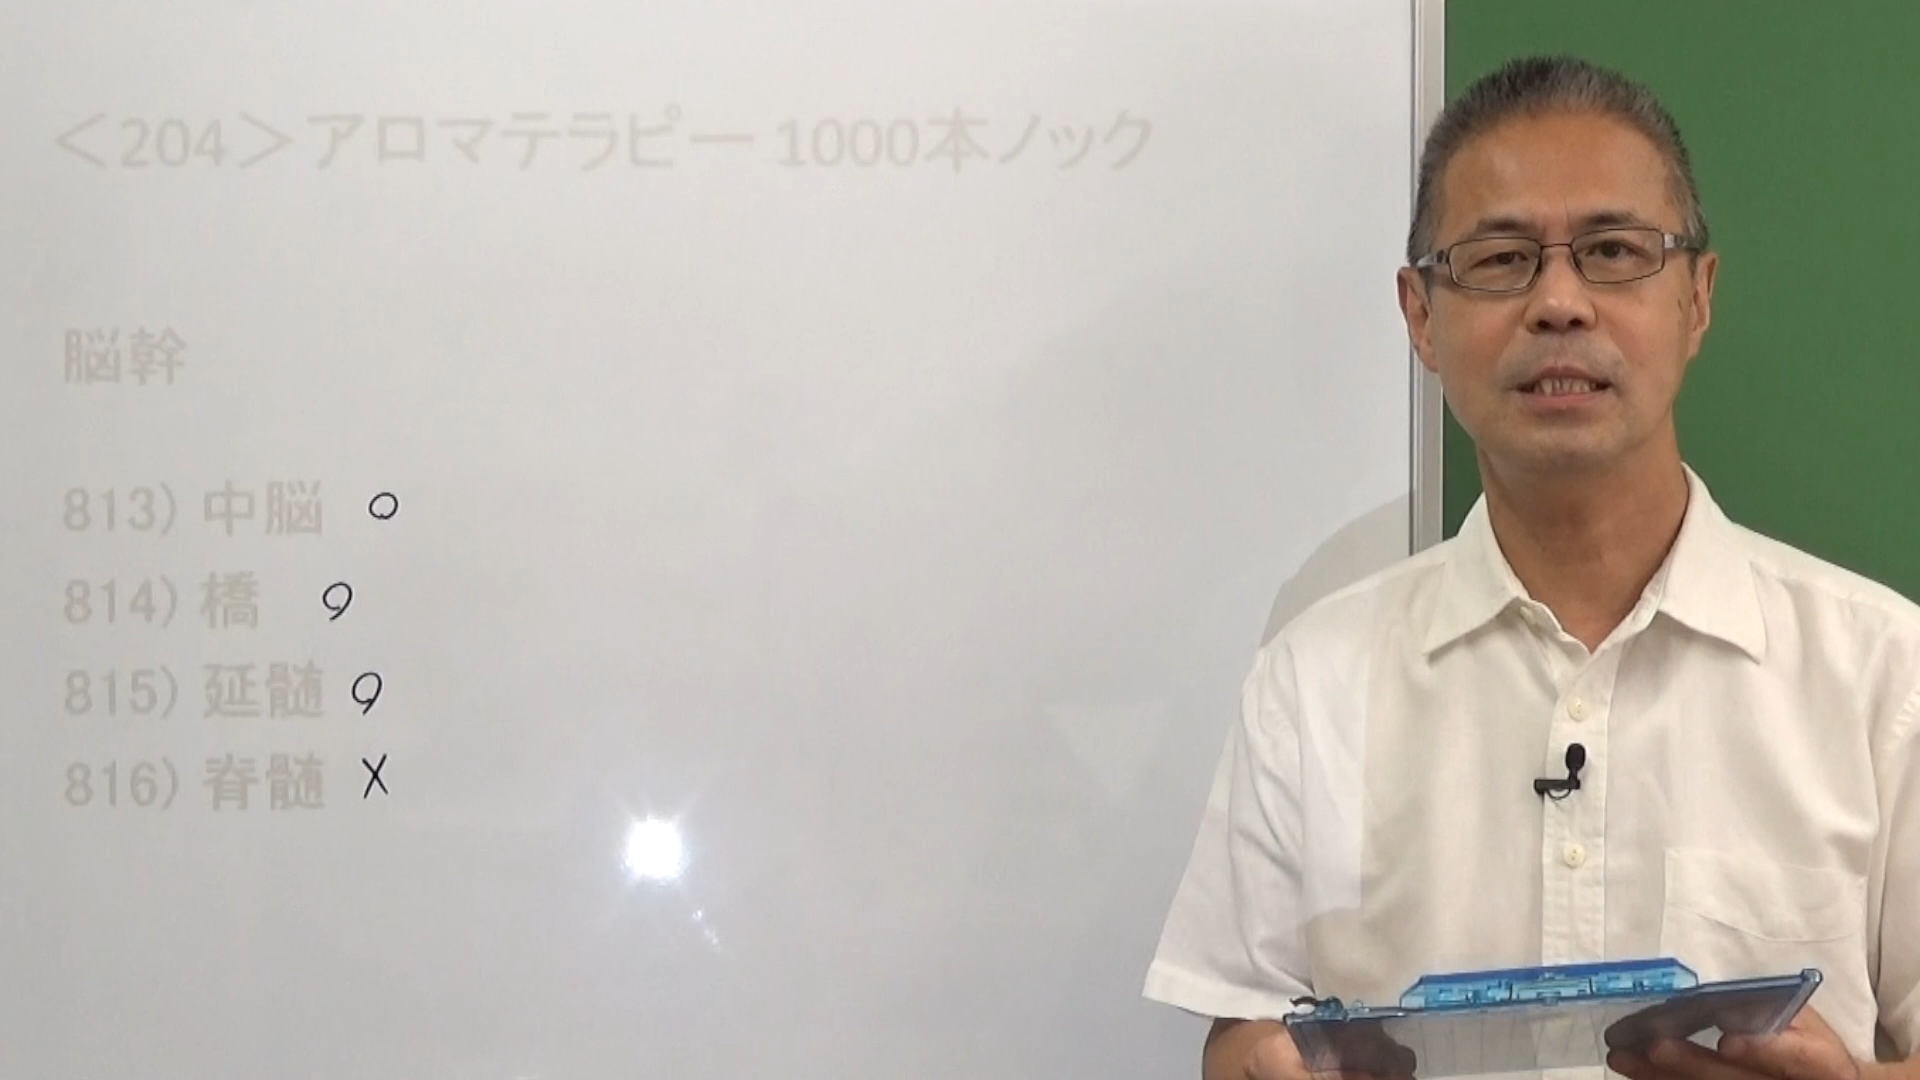 ＜204＞アロマテラピー 1000本ノック
脳幹
813) 中脳 ○
814) 橋 ○
815) 延髄 ○
816) 脊髄 ×